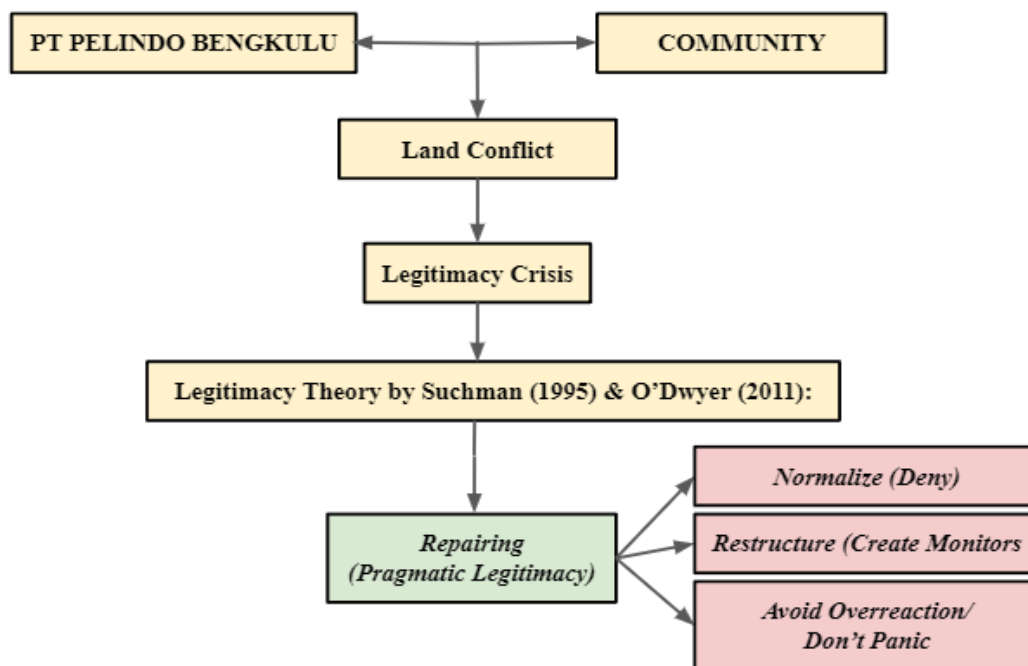 PT PELINDO BENGKULU
COMMUNITY
Land Conflict
Legitimacy Crisis
Legitimacy Theory by Suchman (1995) & O’Dwyer (2011):
Repairing
(Pragmatic Legitimacy)
Normalize (Deny)
Restructure (Create Monitors
Avoid Overreaction/
Don’t Panic